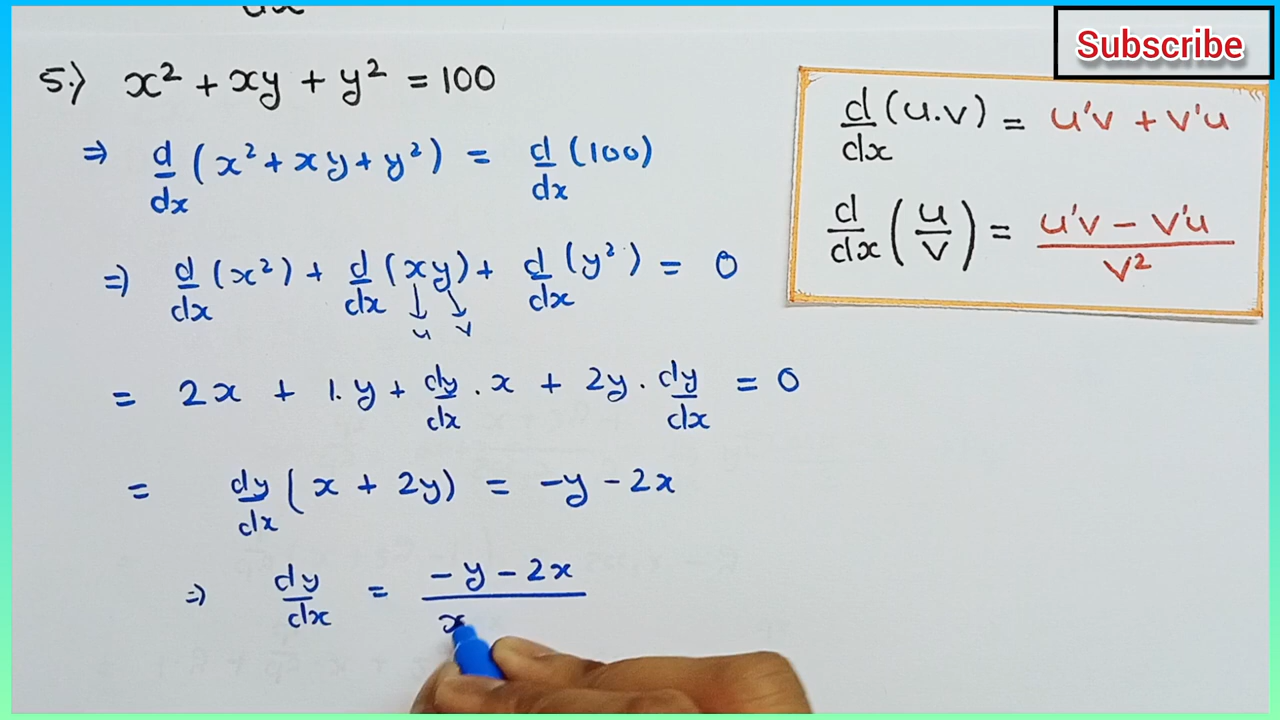 Subscribe
5.) x² + xy + y² = 100
⇒ d/dx (x² + xy + y²) = d/dx (100)
⇒ d/dx (x²) + d/dx (xy) + d/dx (y²) = 0
↓ ↘
u v
= 2x + 1.y + dy/dx . x + 2y . dy/dx = 0
= dy/dx (x + 2y) = -y - 2x
⇒ dy/dx = -y - 2x
x
d/dx (u.v) = u'v + v'u
d/dx (u/v) = u'v - v'u / v²